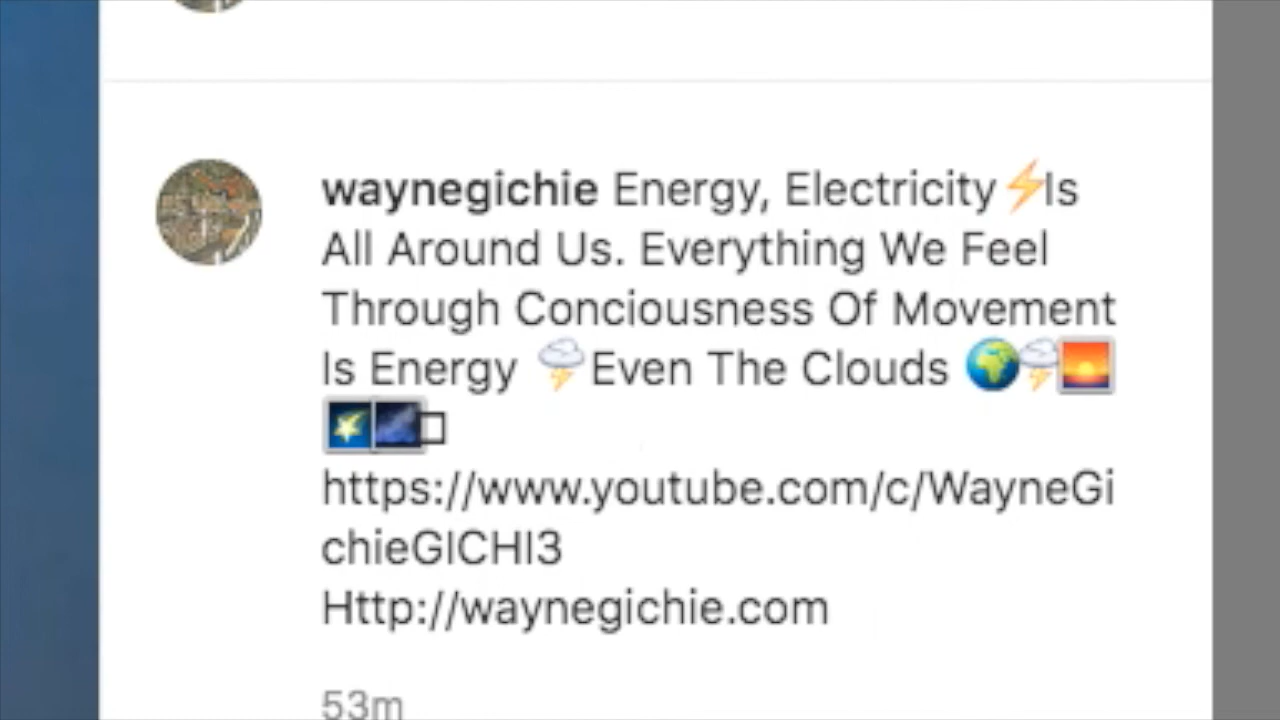 waynegichie Energy, Electricity⚡Is
All Around Us. Everything We Feel
Through Conciousness Of Movement
Is Energy 🌩Even The Clouds 🌍🌩🌅
🌠🌌
https://www.youtube.com/c/WayneGi
chieGICHI3
Http://waynegichie.com
53m